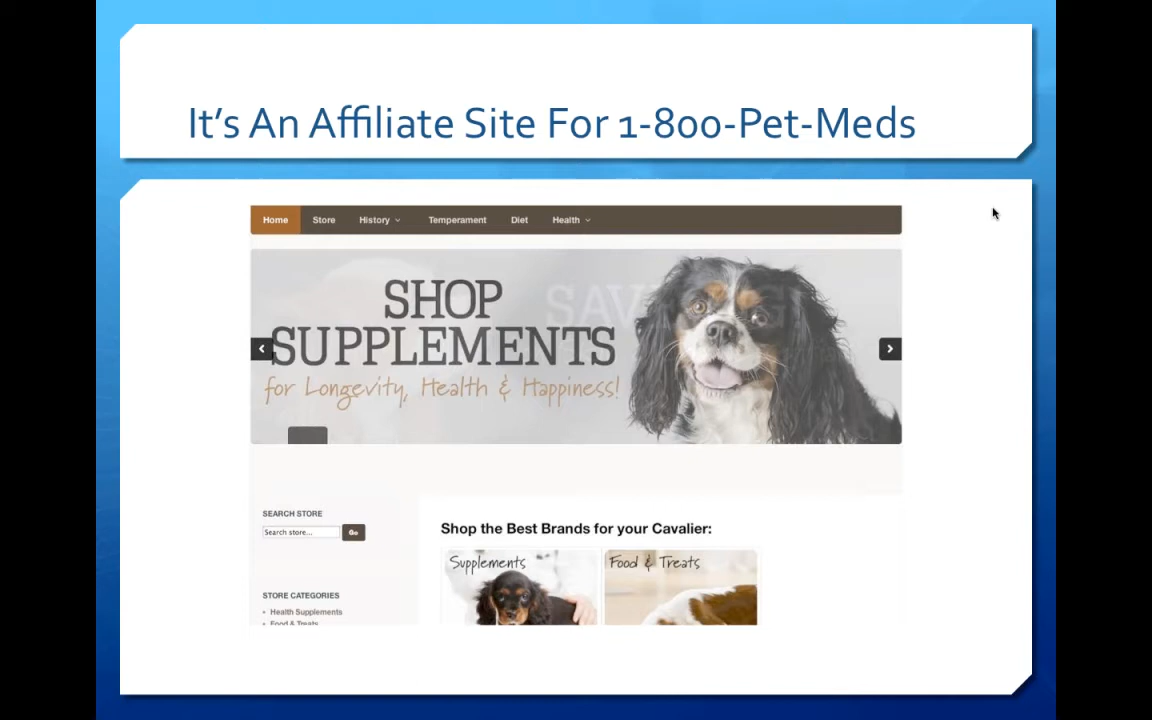 It's An Affiliate Site For 1-800-Pet-Meds
Home Store History Temperament Diet Health
SHOP
SUPPLEMENTS
for Longevity, Health & Happiness!
SEARCH STORE
Search store... Go
STORE CATEGORIES
• Health Supplements
• Food & Treats
Shop the Best Brands for your Cavalier:
Supplements
Food & Treats